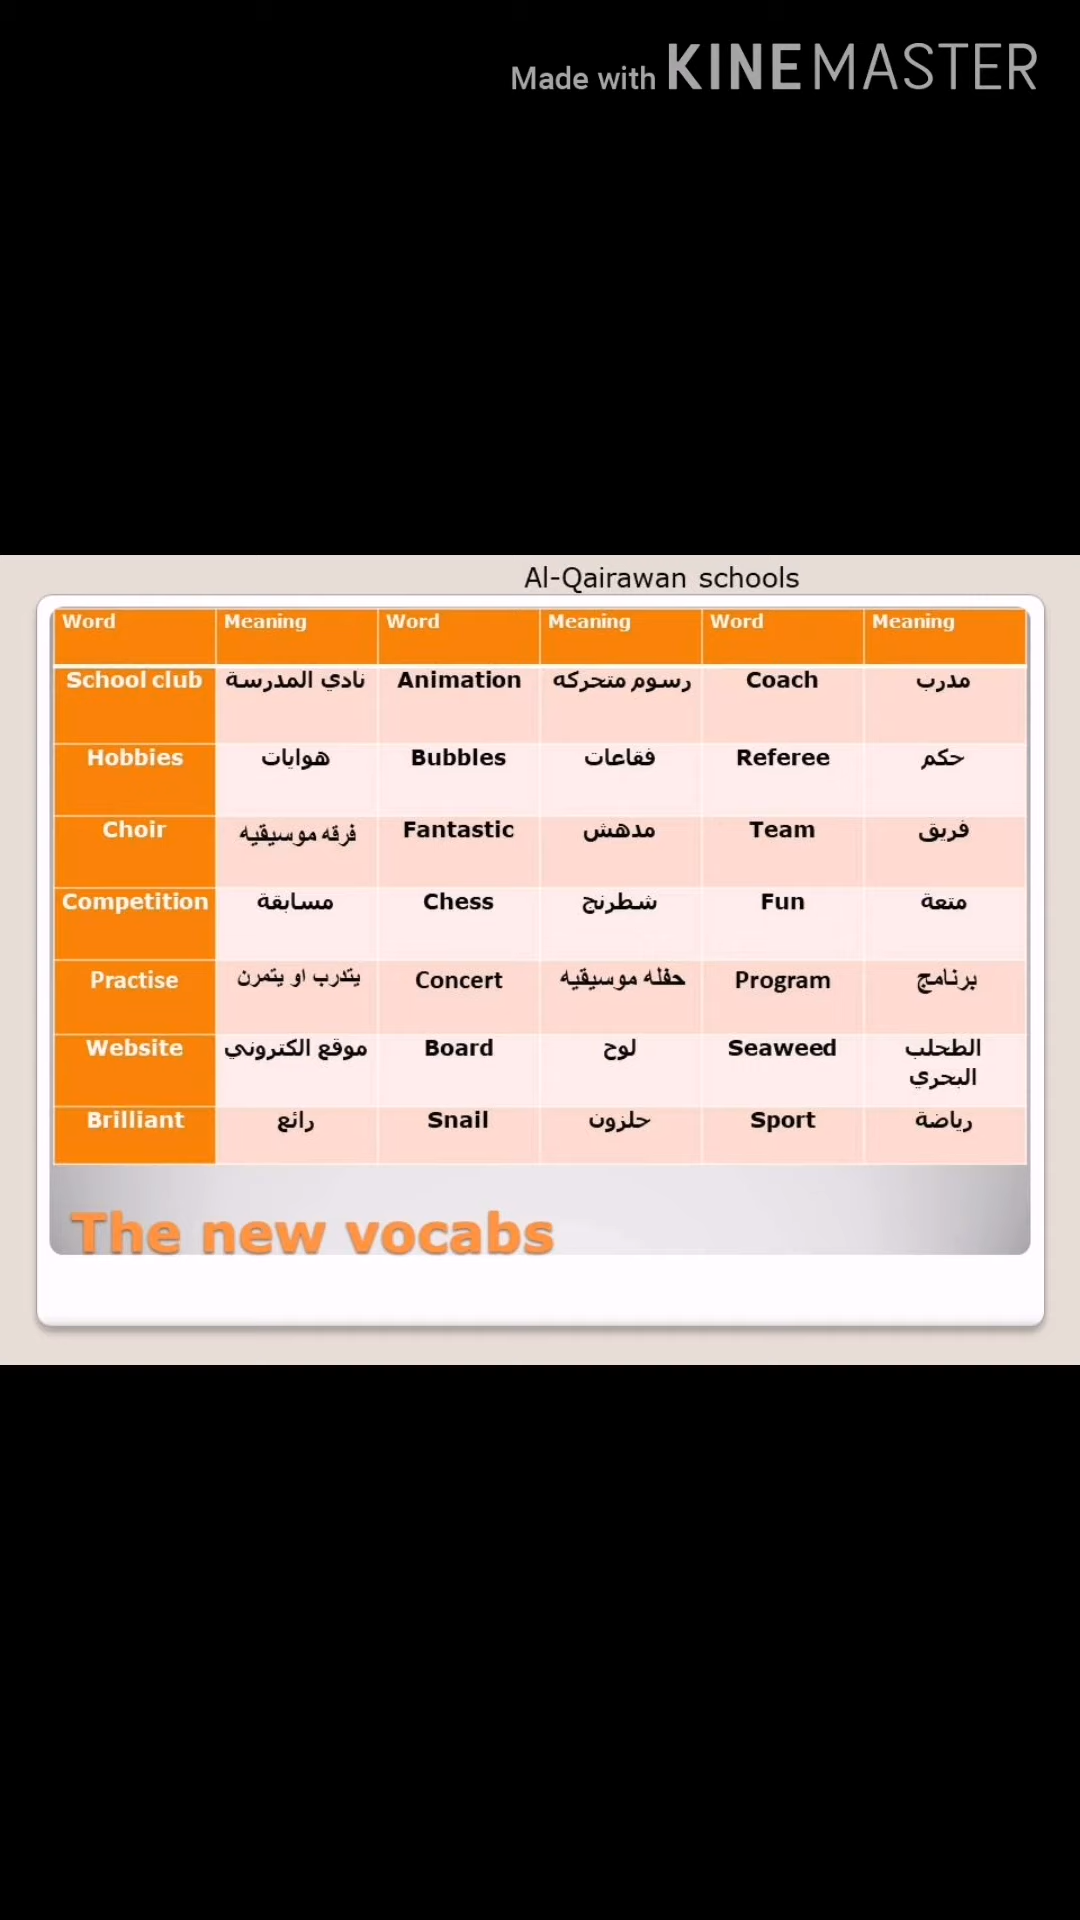 Made with KINEMASTER
Al-Qairawan schools
Word Meaning Word Meaning Word Meaning
School club نادي المدرسة Animation رسوم متحركه Coach مدرب
Hobbies هوايات Bubbles فقاعات Referee حكم
Choir فرقه موسيقيه Fantastic مدهش Team فريق
Competition مسابقة Chess شطرنج Fun متعة
Practise يتدرب او يتمرن Concert حفله موسيقيه Program برنامج
Website موقع الكتروني Board لوح Seaweed الطحلب
البحري
Brilliant رائع Snail حلزون Sport رياضة
The new vocabs